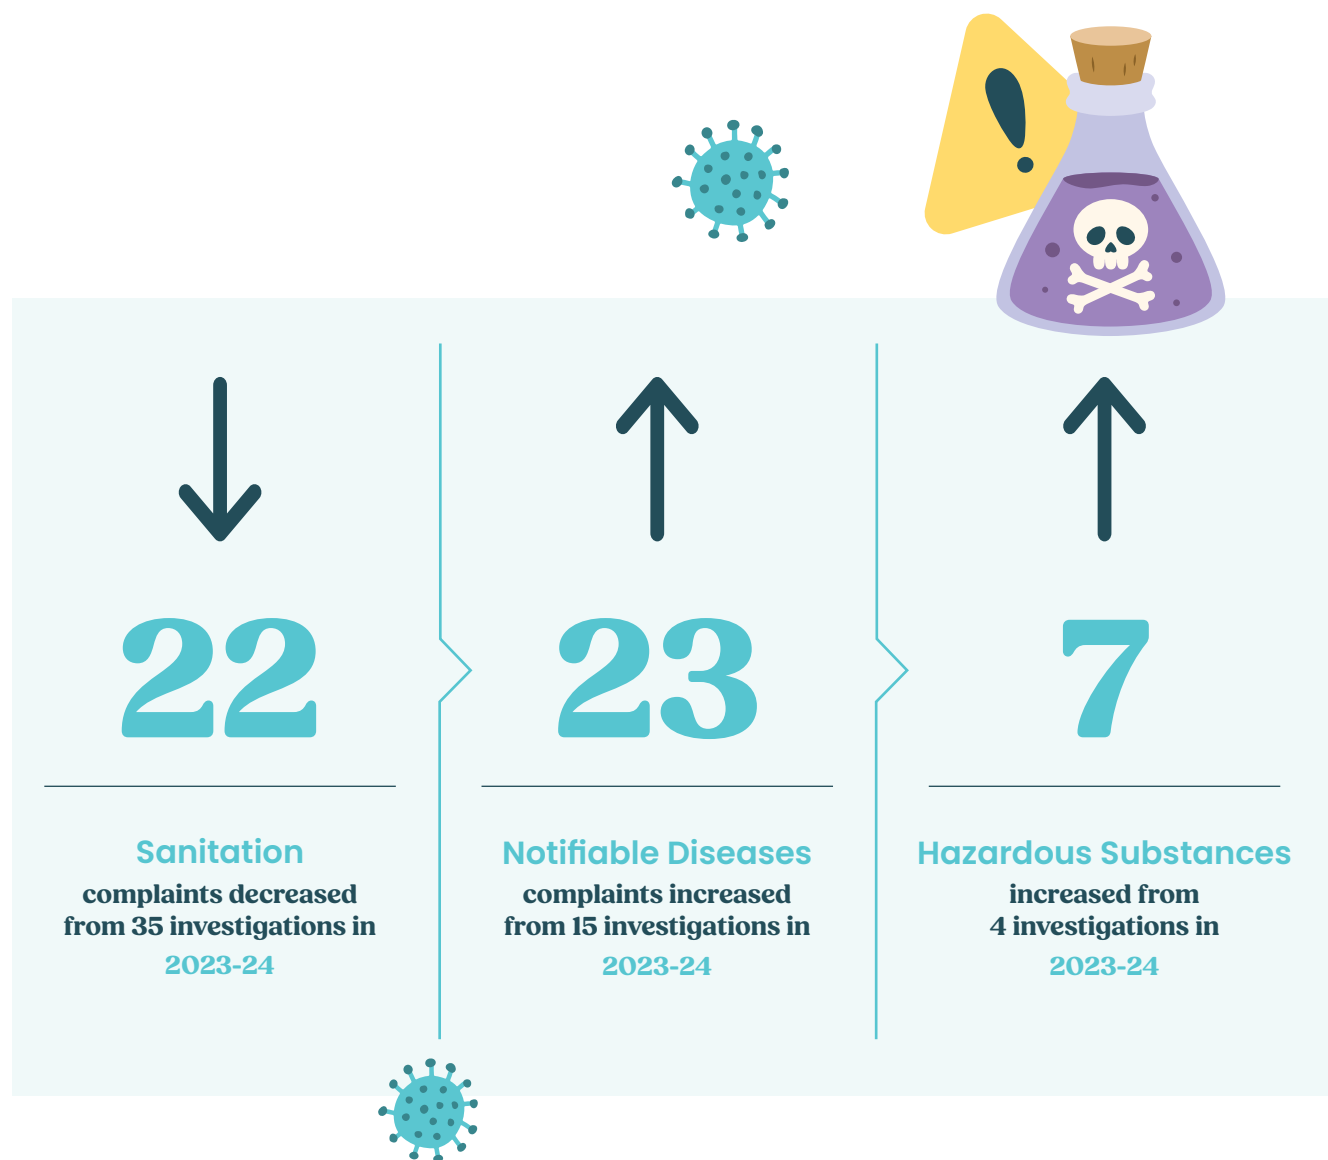 22
Sanitation
complaints decreased
from 35 investigations in
2023-24
23
Notifiable Diseases
complaints increased
from 15 investigations in
2023-24
7
Hazardous Substances
increased from
4 investigations in
2023-24